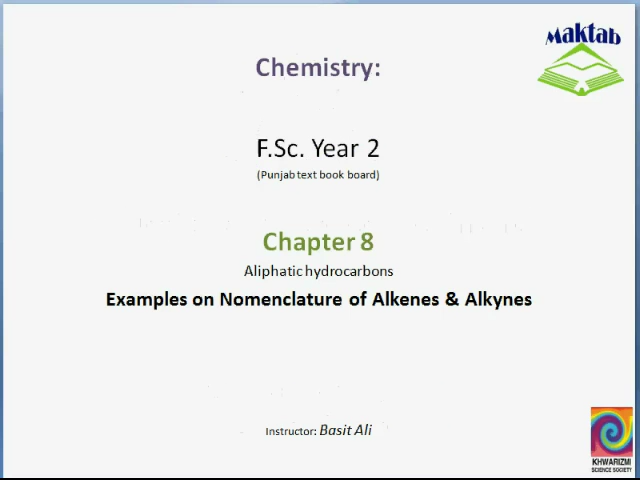 Maktab
Chemistry:
F.Sc. Year 2
(Punjab text book board)
Chapter 8
Aliphatic hydrocarbons
Examples on Nomenclature of Alkenes & Alkynes
Instructor: Basit Ali
KHWARIZMI
SCIENCE SOCIETY